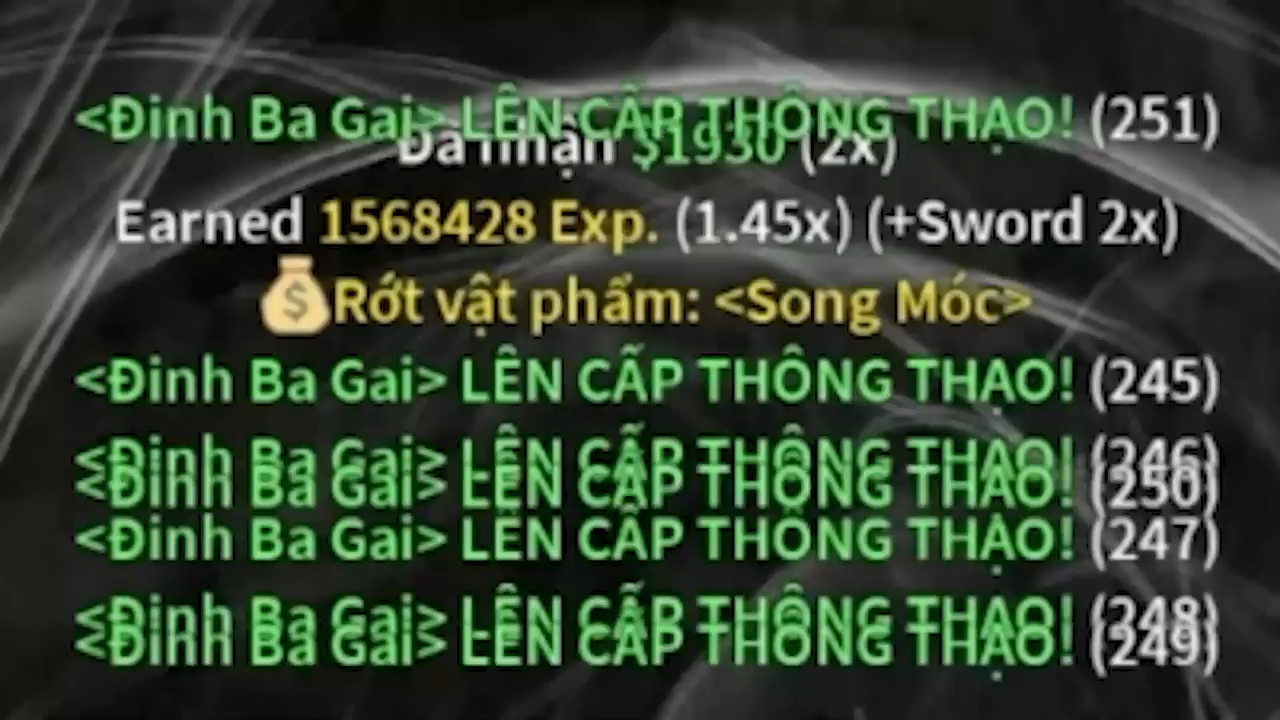 <Đinh Ba Gai> LÊN CẤP THÔNG THẠO! (251)
Đã nhận $1930 (2x)
Earned 1568428 Exp. (1.45x) (+Sword 2x)
💰Rớt vật phẩm: <Song Móc>
<Đinh Ba Gai> LÊN CẤP THÔNG THẠO! (245)
<Đinh Ba Gai> LÊN CẤP THÔNG THẠO! (246)
<Đinh Ba Gai> LÊN CẤP THÔNG THẠO! (250)
<Đinh Ba Gai> LÊN CẤP THÔNG THẠO! (247)
<Đinh Ba Gai> LÊN CẤP THÔNG THẠO! (248)
<Đinh Ba Gai> LÊN CẤP THÔNG THẠO! (249)